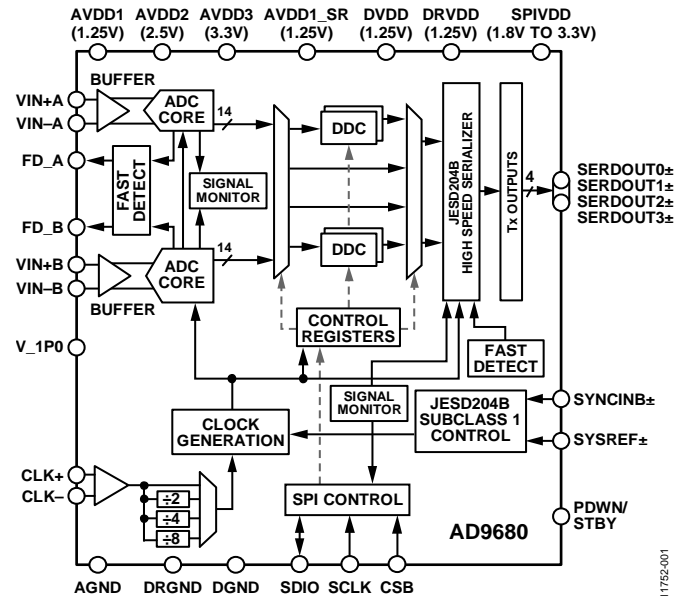 AVDD1 AVDD2 AVDD3 AVDD1_SR DVDD DRVDD SPIVDD
(1.25V) (2.5V) (3.3V) (1.25V) (1.25V) (1.25V) (1.8V TO 3.3V)
BUFFER
VIN+A
VIN–A
ADC
CORE
14
FD_A
FAST
DETECT
SIGNAL
MONITOR
FD_B
VIN+B
VIN–B
ADC
CORE
14
BUFFER
DDC
DDC
JESD204B
HIGH SPEED SERIALIZER
Tx OUTPUTS
4
SERDOUT0±
SERDOUT1±
SERDOUT2±
SERDOUT3±
V_1P0
CONTROL
REGISTERS
FAST
DETECT
SIGNAL
MONITOR
JESD204B
SUBCLASS 1
CONTROL
SYNCINB±
SYSREF±
CLOCK
GENERATION
CLK+
CLK–
÷2
÷4
÷8
SPI CONTROL
PDWN/
STBY
AD9680
AGND DRGND DGND SDIO SCLK CSB
11752-001